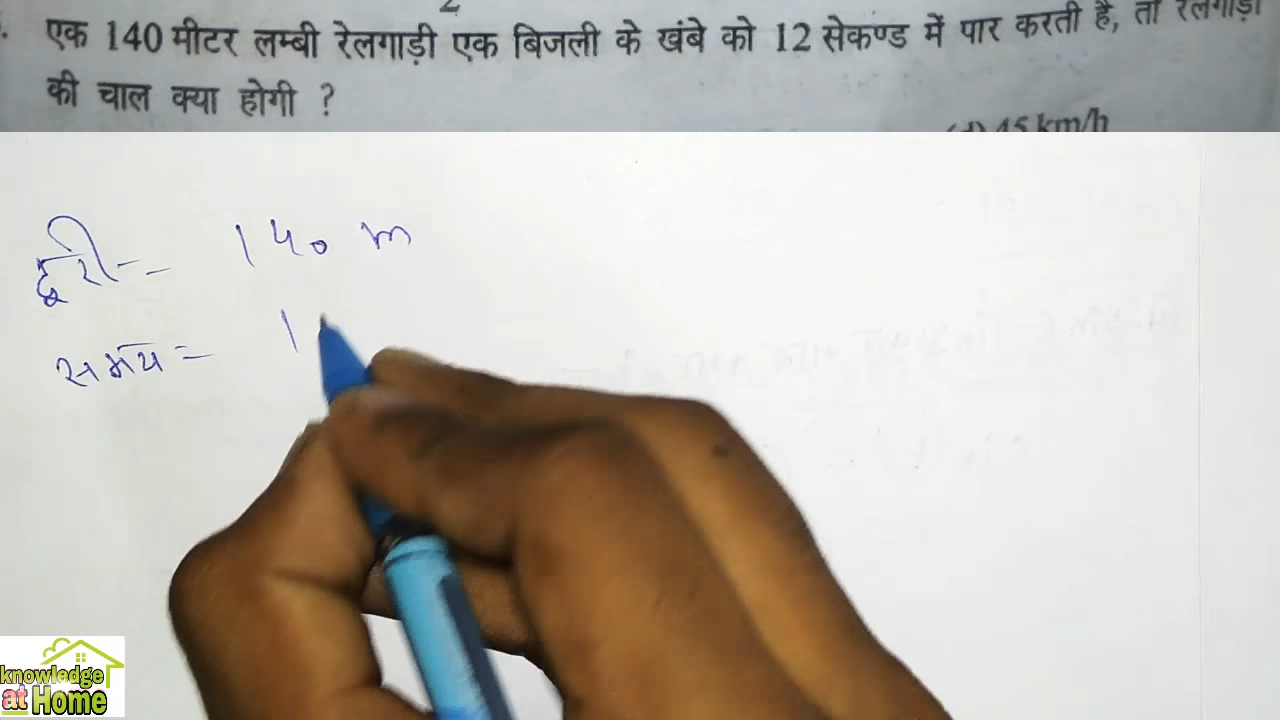 एक 140 मीटर लम्बी रेलगाड़ी एक बिजली के खंबे को 12 सेकण्ड में पार करती है, तो रेलगाड़ी
की चाल क्या होगी ?
45 km/h
दूरी -- 140 m
समय = 1
knowledge
at Home